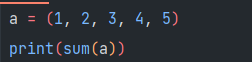 a = (1, 2, 3, 4, 5)
print(sum(a))